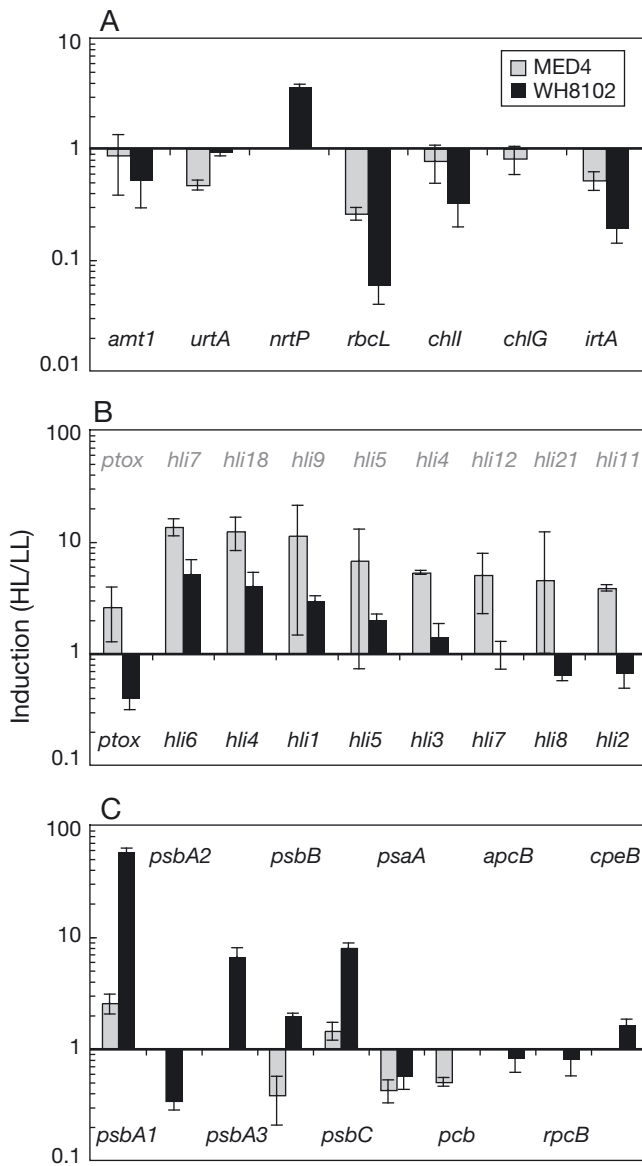 A
10
MED4
WH8102
1
0.1
amt1 urtA nrtP rbcL chlI chlG irtA
0.01
B
100
ptox hli7 hli18 hli9 hli5 hli4 hli12 hli21 hli11
10
Induction (HL/LL)
1
ptox hli6 hli4 hli1 hli5 hli3 hli7 hli8 hli2
0.1
C
100
psbA2 psbB psaA apcB cpeB
10
1
psbA1 psbA3 psbC pcb rpcB
0.1